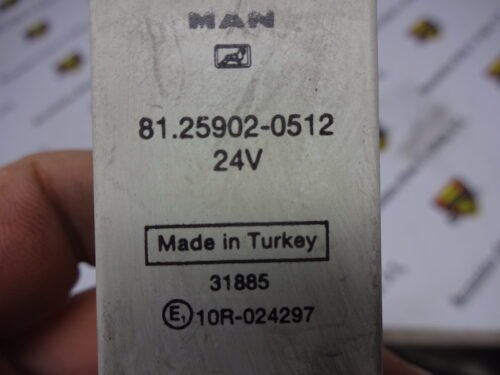 MAN
81.25902-0512
24V
Made in Turkey
31885
E1 10R-024297